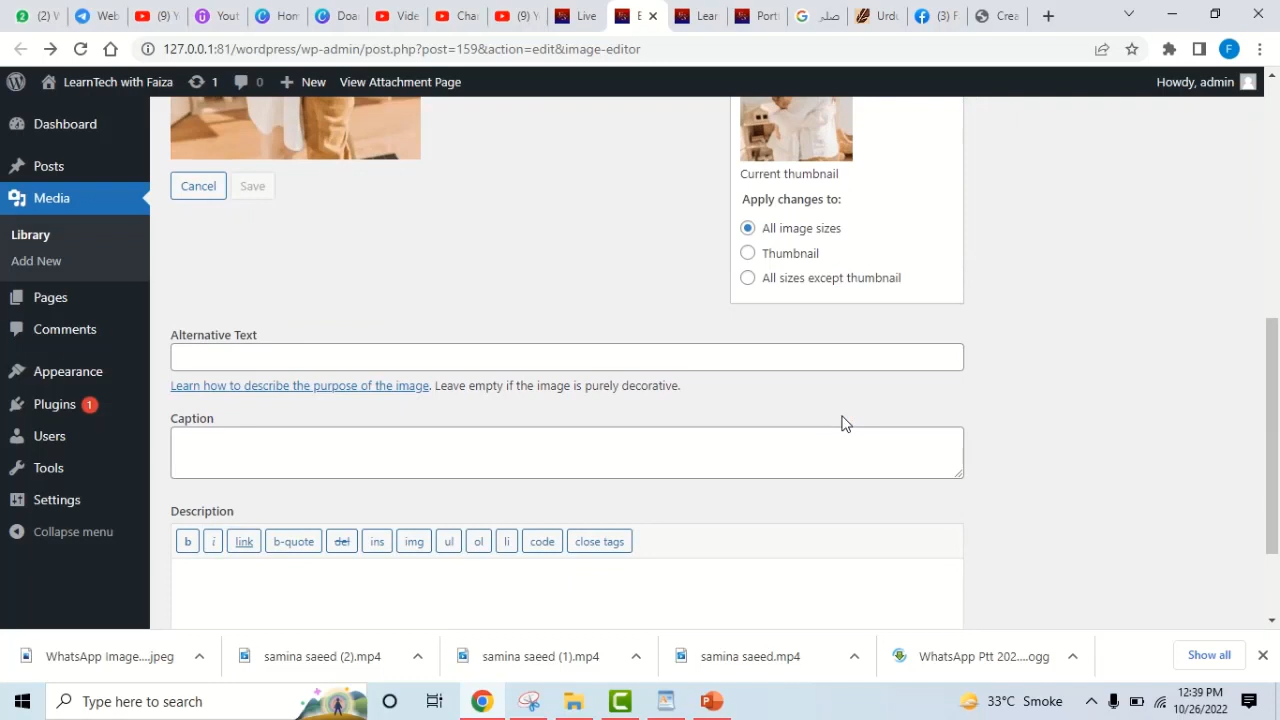 (2) \
Web
(9) Y
Yout
Hom
Do
Vide
Cha
(9) Y
Live
E
Lear
Port
صلہ
Urdu
(3) F
Crea
127.0.0.1:81/wordpress/wp-admin/post.php?post=159&action=edit&image-editor
F
LearnTech with Faiza
1
0
New
View Attachment Page
Howdy, admin
Dashboard
Posts
Media
Library
Add New
Pages
Comments
Appearance
Plugins 1
Users
Tools
Settings
Collapse menu
Cancel
Save
Current thumbnail
Apply changes to:
All image sizes
Thumbnail
All sizes except thumbnail
Alternative Text
Learn how to describe the purpose of the image. Leave empty if the image is purely decorative.
Caption
Description
b
i
link
b-quote
del
ins
img
ul
ol
li
code
close tags
WhatsApp Image....jpeg
samina saeed (2).mp4
samina saeed (1).mp4
samina saeed.mp4
WhatsApp Ptt 202....ogg
Show all
Type here to search
33°C Smoke
12:39 PM
10/26/2022